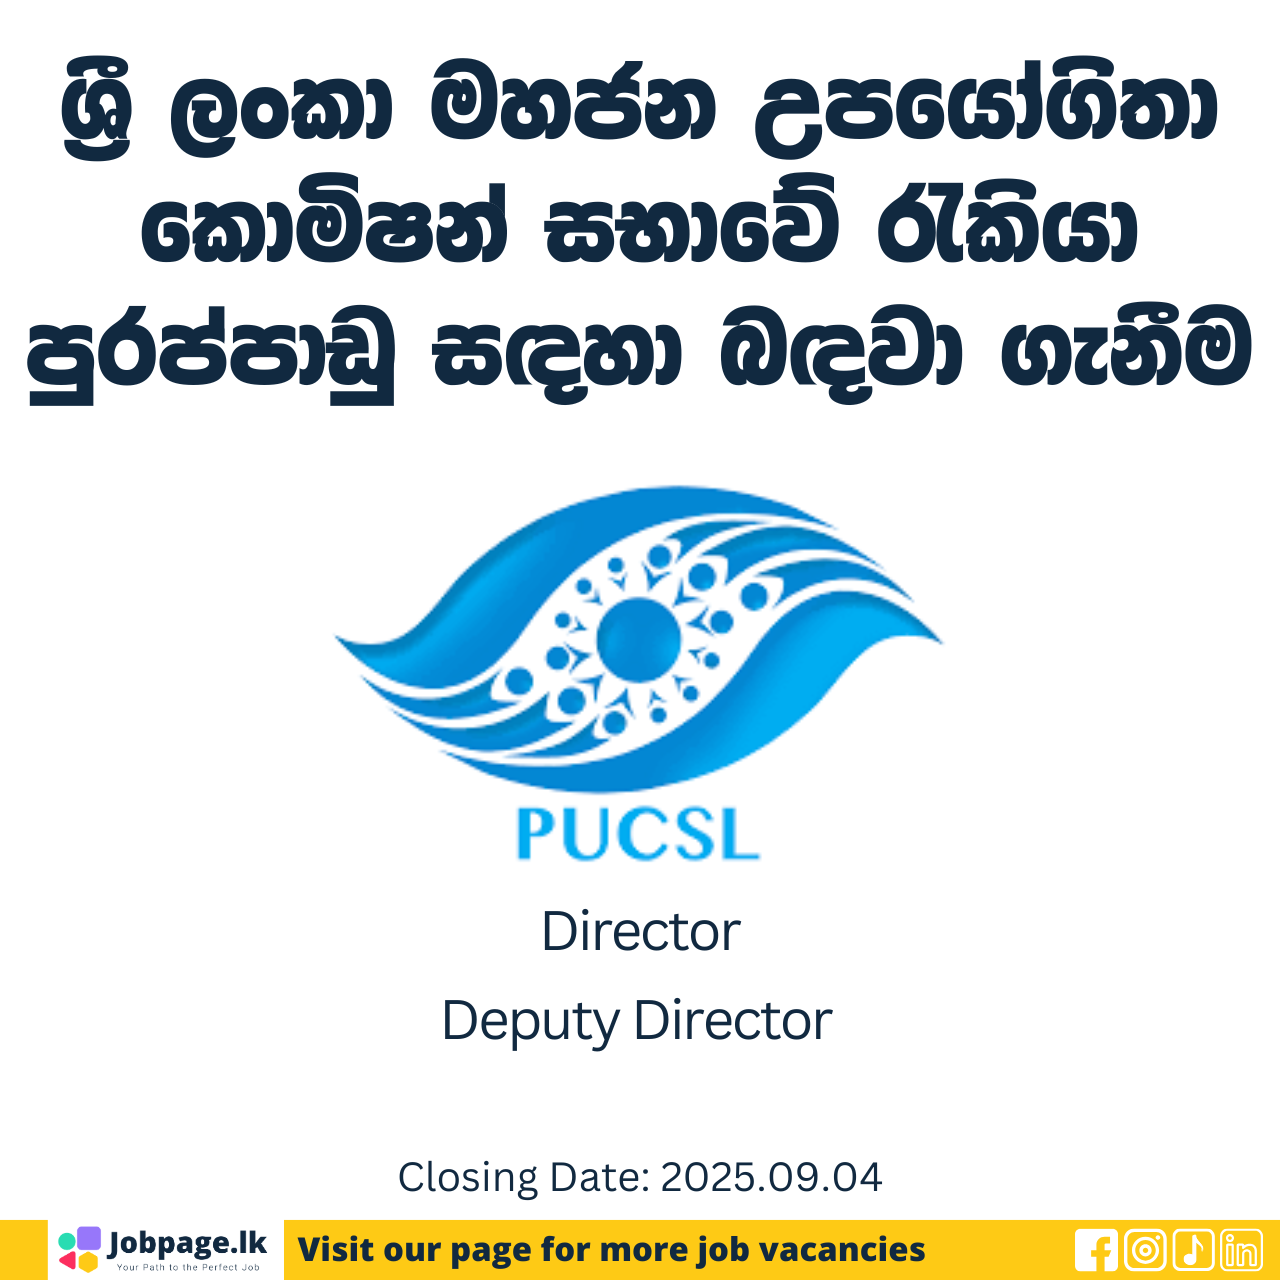 ශ්‍රී ලංකා මහජන උපයෝගිතා
කොමිෂන් සභාවේ රැකියා
පුරප්පාඩු සඳහා බඳවා ගැනීම
PUCSL
Director
Deputy Director
Closing Date: 2025.09.04
Jobpage.lk
Your Path to the Perfect Job
Visit our page for more job vacancies